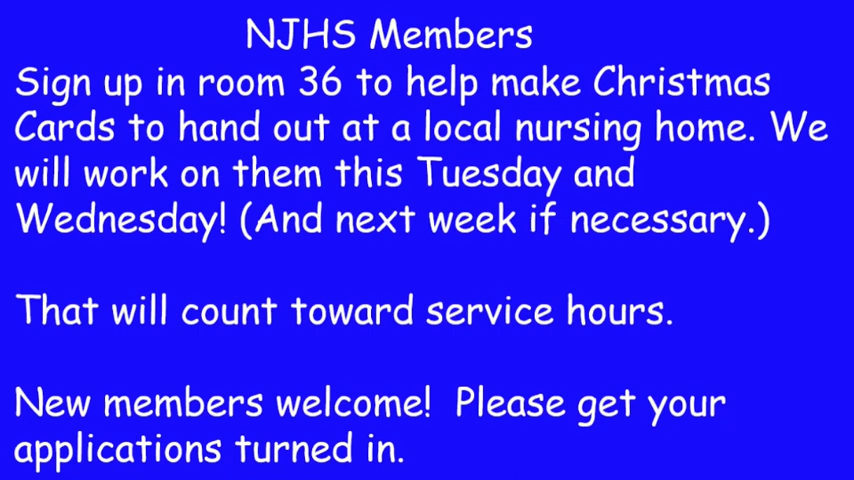 NJHS Members
Sign up in room 36 to help make Christmas
Cards to hand out at a local nursing home. We
will work on them this Tuesday and
Wednesday! (And next week if necessary.)
That will count toward service hours.
New members welcome!  Please get your
applications turned in.